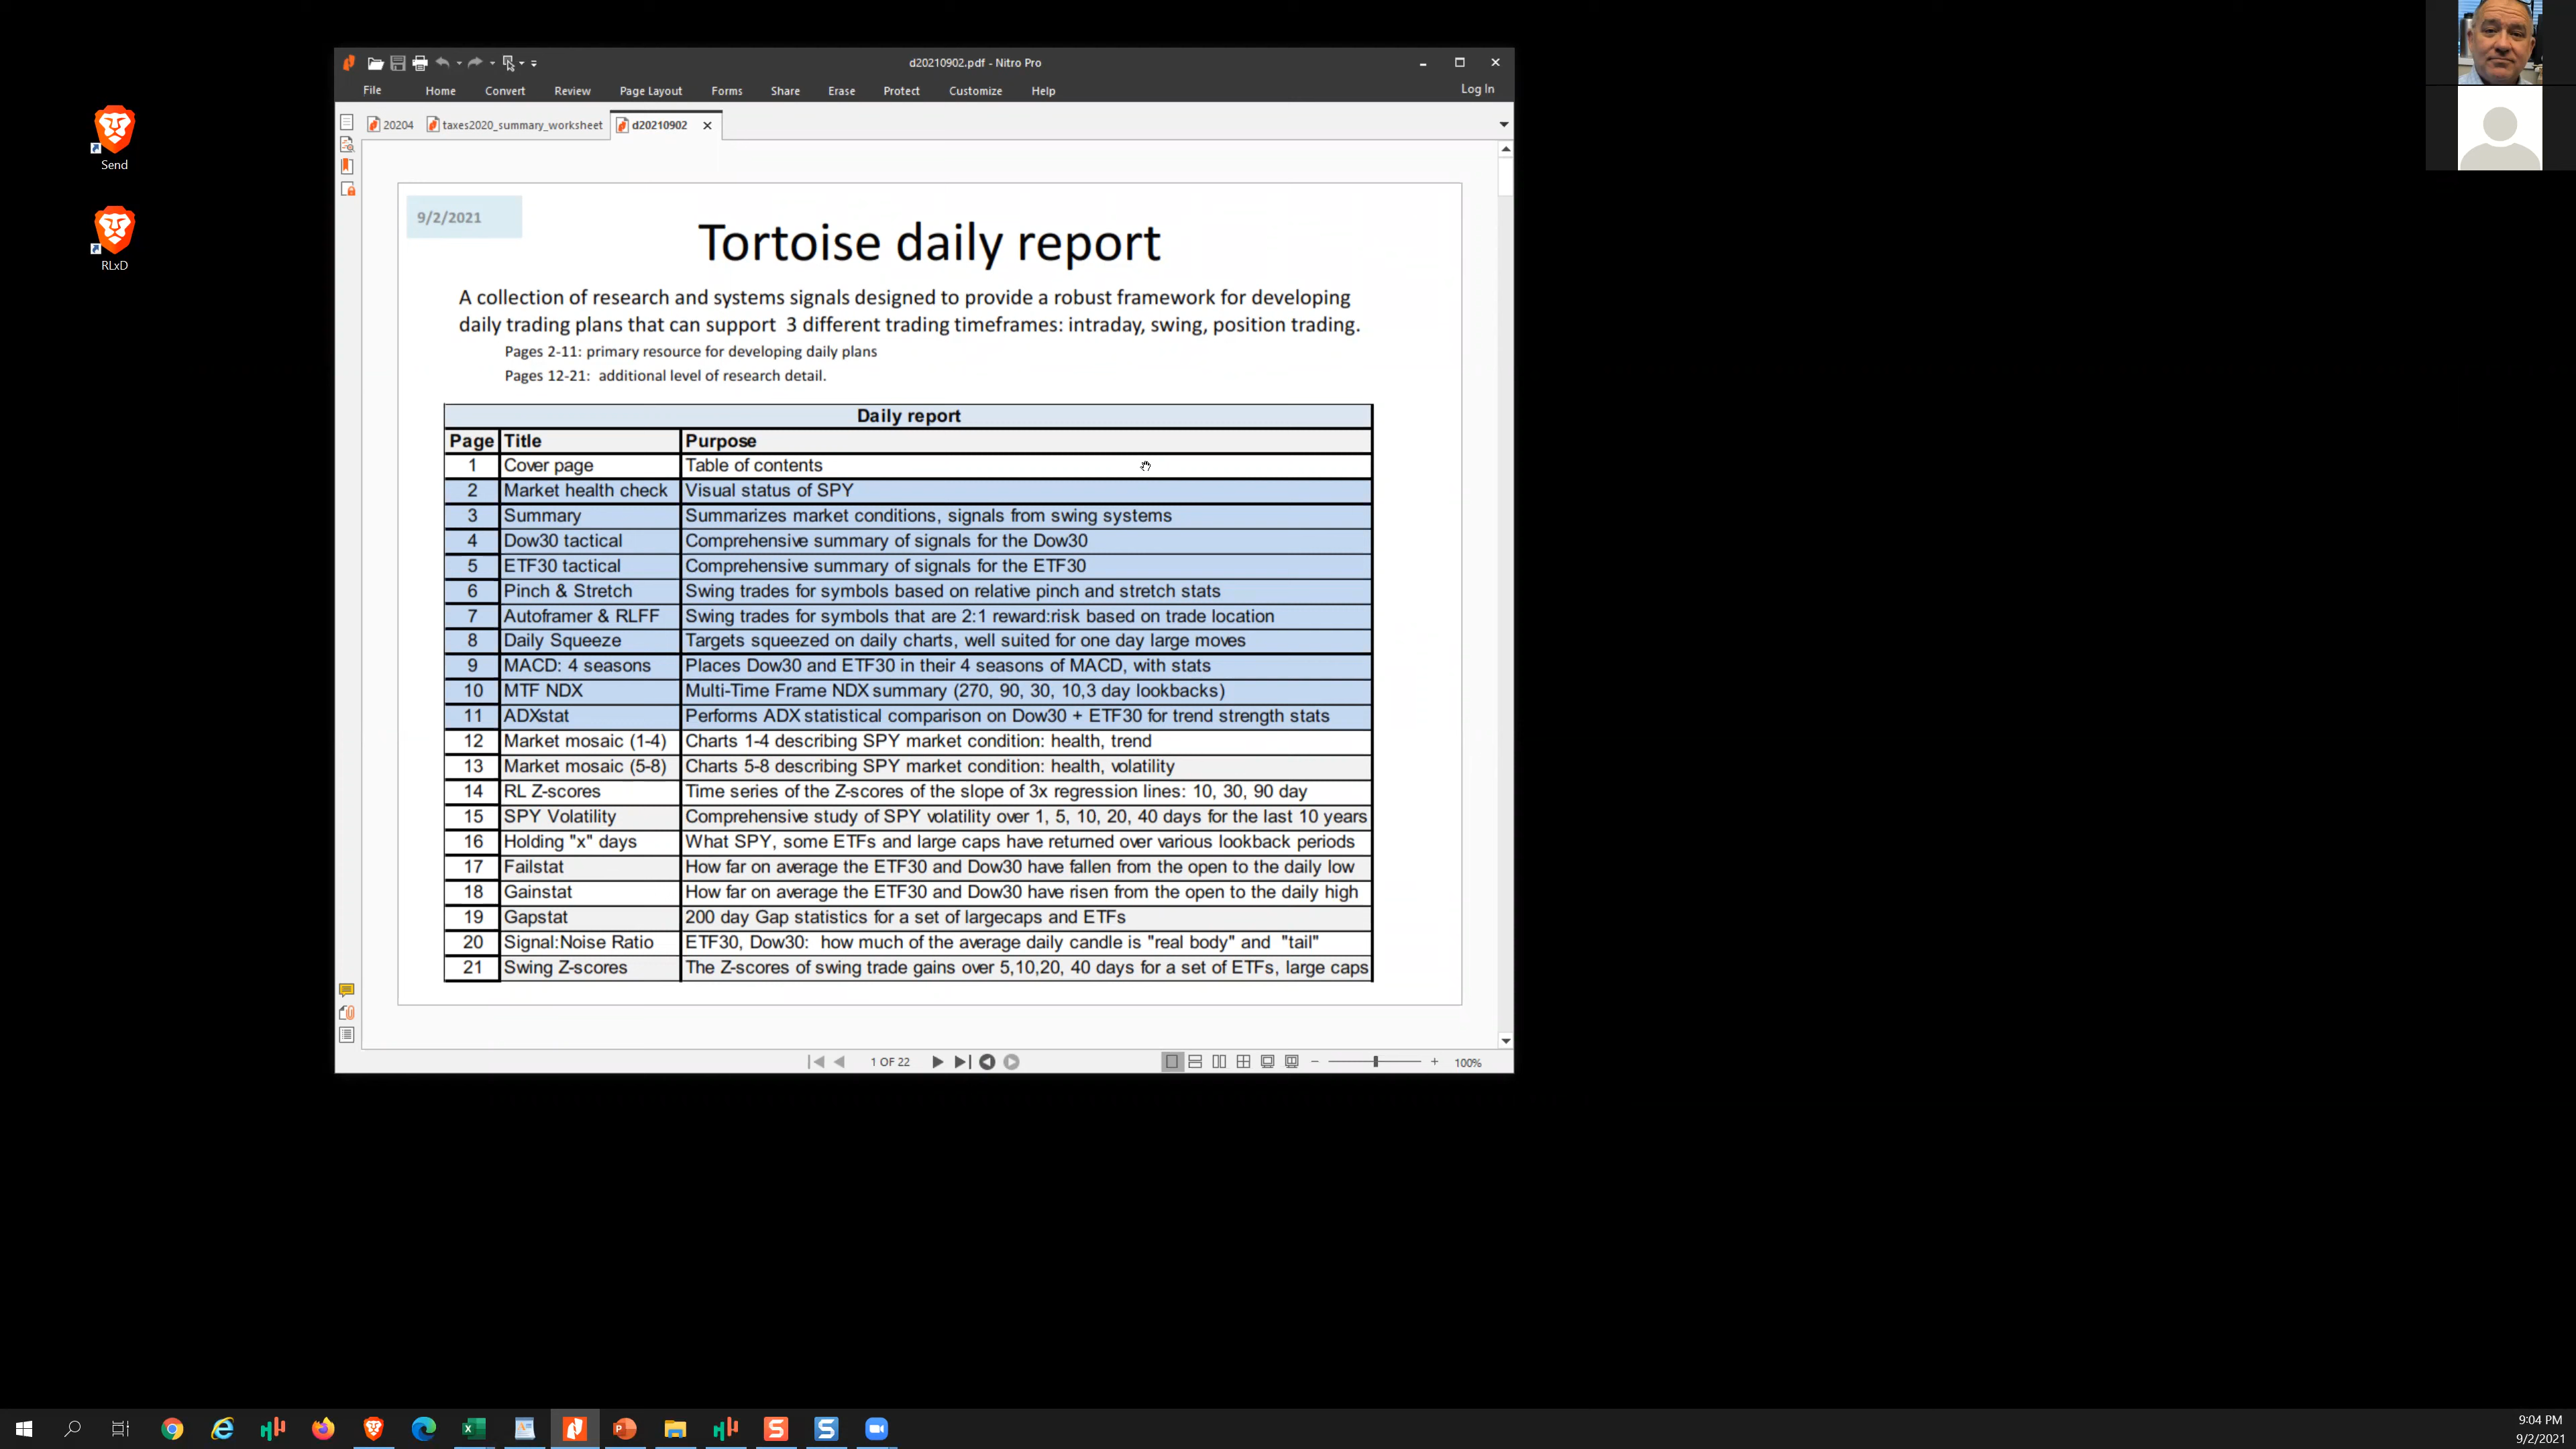 d20210902.pdf - Nitro Pro
File Home Convert Review Page Layout Forms Share Erase Protect Customize Help Log In
20204 taxes2020_summary_worksheet d20210902
Send
RLxD
9/2/2021
Tortoise daily report
A collection of research and systems signals designed to provide a robust framework for developing
daily trading plans that can support 3 different trading timeframes: intraday, swing, position trading.
Pages 2-11: primary resource for developing daily plans
Pages 12-21: additional level of research detail.
Daily report
Page Title Purpose
1 Cover page Table of contents
2 Market health check Visual status of SPY
3 Summary Summarizes market conditions, signals from swing systems
4 Dow30 tactical Comprehensive summary of signals for the Dow30
5 ETF30 tactical Comprehensive summary of signals for the ETF30
6 Pinch & Stretch Swing trades for symbols based on relative pinch and stretch stats
7 Autoframer & RLFF Swing trades for symbols that are 2:1 reward:risk based on trade location
8 Daily Squeeze Targets squeezed on daily charts, well suited for one day large moves
9 MACD: 4 seasons Places Dow30 and ETF30 in their 4 seasons of MACD, with stats
10 MTF NDX Multi-Time Frame NDX summary (270, 90, 30, 10,3 day lookbacks)
11 ADXstat Performs ADX statistical comparison on Dow30 + ETF30 for trend strength stats
12 Market mosaic (1-4) Charts 1-4 describing SPY market condition: health, trend
13 Market mosaic (5-8) Charts 5-8 describing SPY market condition: health, volatility
14 RL Z-scores Time series of the Z-scores of the slope of 3x regression lines: 10, 30, 90 day
15 SPY Volatility Comprehensive study of SPY volatility over 1, 5, 10, 20, 40 days for the last 10 years
16 Holding "x" days What SPY, some ETFs and large caps have returned over various lookback periods
17 Failstat How far on average the ETF30 and Dow30 have fallen from the open to the daily low
18 Gainstat How far on average the ETF30 and Dow30 have risen from the open to the daily high
19 Gapstat 200 day Gap statistics for a set of largecaps and ETFs
20 Signal:Noise Ratio ETF30, Dow30: how much of the average daily candle is "real body" and "tail"
21 Swing Z-scores The Z-scores of swing trade gains over 5,10,20, 40 days for a set of ETFs, large caps
1 OF 22 100%
9:04 PM
9/2/2021